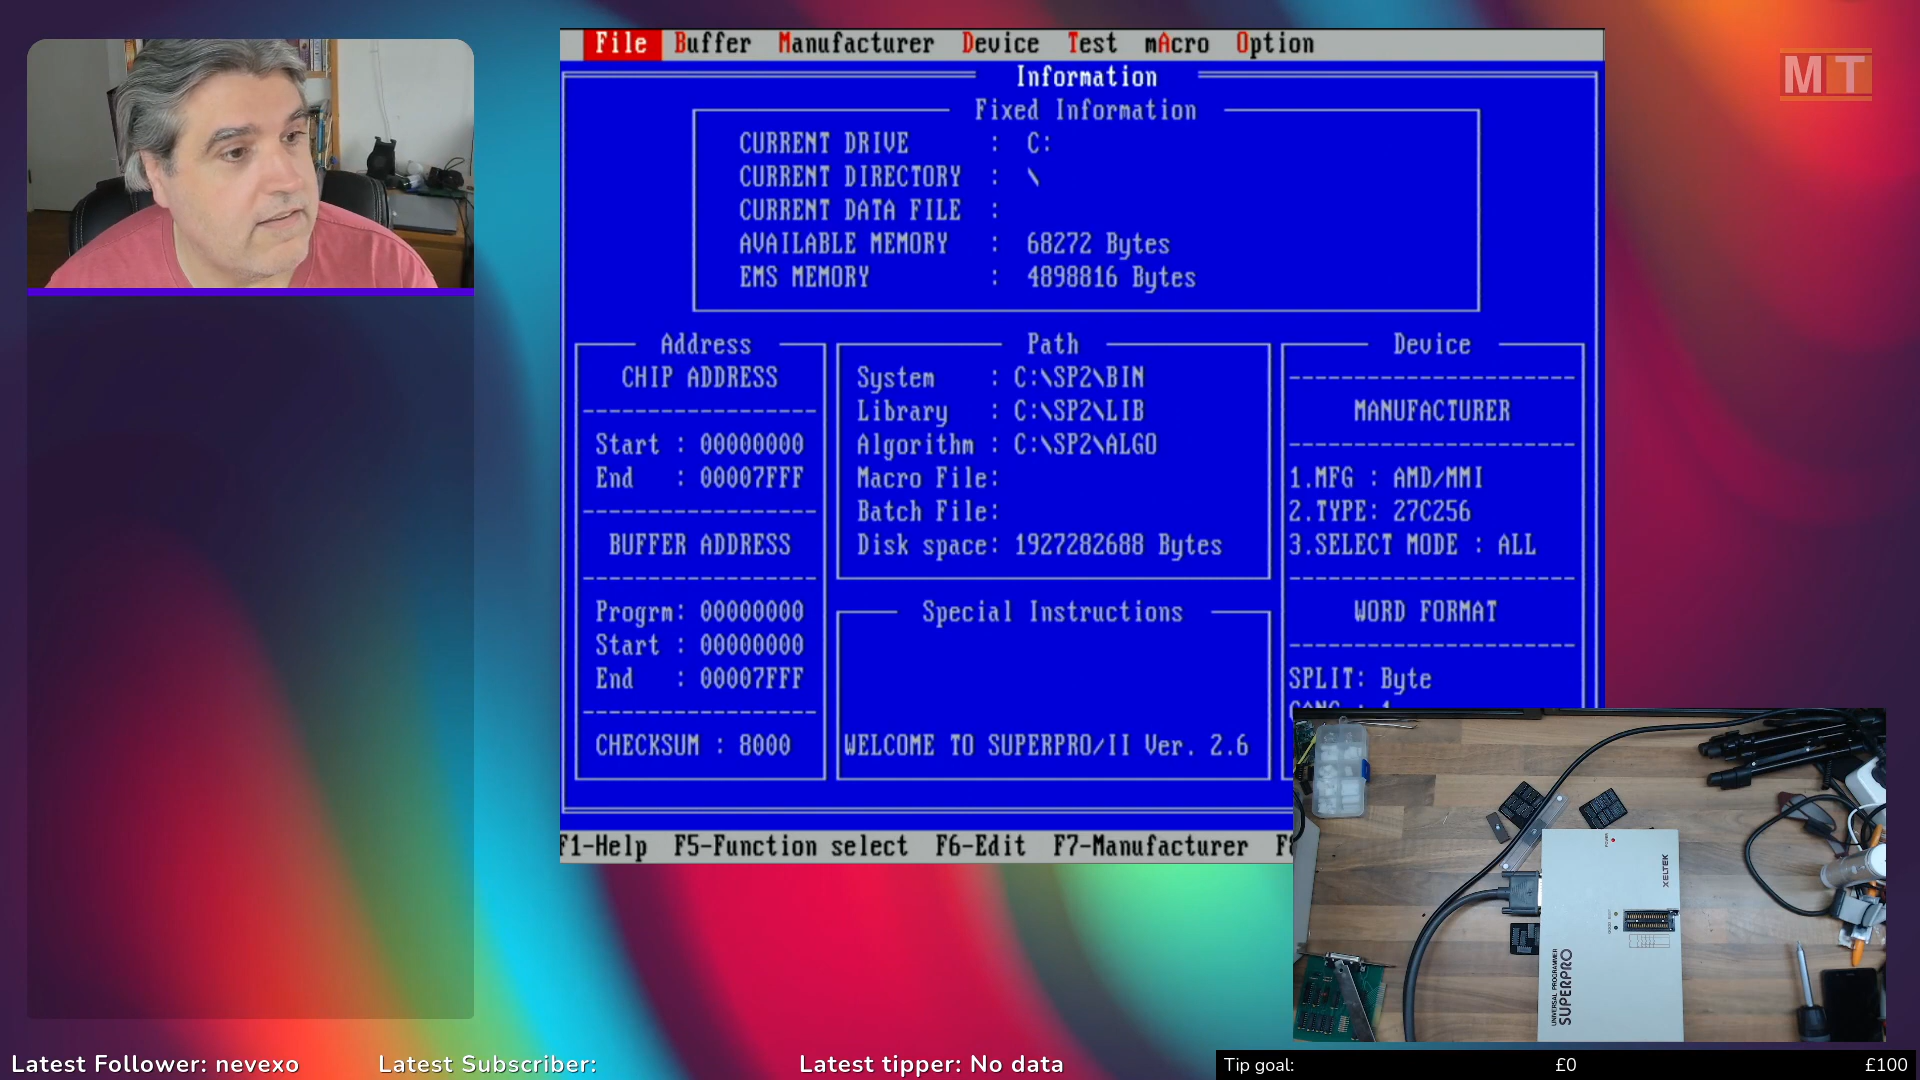 File Buffer Manufacturer Device Test mAcro Option
Information
Fixed Information
CURRENT DRIVE : C:
CURRENT DIRECTORY : \
CURRENT DATA FILE :
AVAILABLE MEMORY : 68272 Bytes
EMS MEMORY : 4898816 Bytes
Address
CHIP ADDRESS
Start : 00000000
End : 00007FFF
BUFFER ADDRESS
Progrm: 00000000
Start : 00000000
End : 00007FFF
CHECKSUM : 8000
Path
System : C:\SP2\BIN
Library : C:\SP2\LIB
Algorithm : C:\SP2\ALGO
Macro File:
Batch File:
Disk space: 1927282688 Bytes
Special Instructions
WELCOME TO SUPERPRO/II Ver. 2.6
Device
MANUFACTURER
1.MFG : AMD/MMI
2.TYPE: 27C256
3.SELECT MODE : ALL
WORD FORMAT
SPLIT: Byte
F1-Help F5-Function select F6-Edit F7-Manufacturer
MT
XELTEK
UNIVERSAL PROGRAMMER
SUPERPRO
Latest Follower: nevexo
Latest Subscriber:
Latest tipper: No data
Tip goal: £0 £100